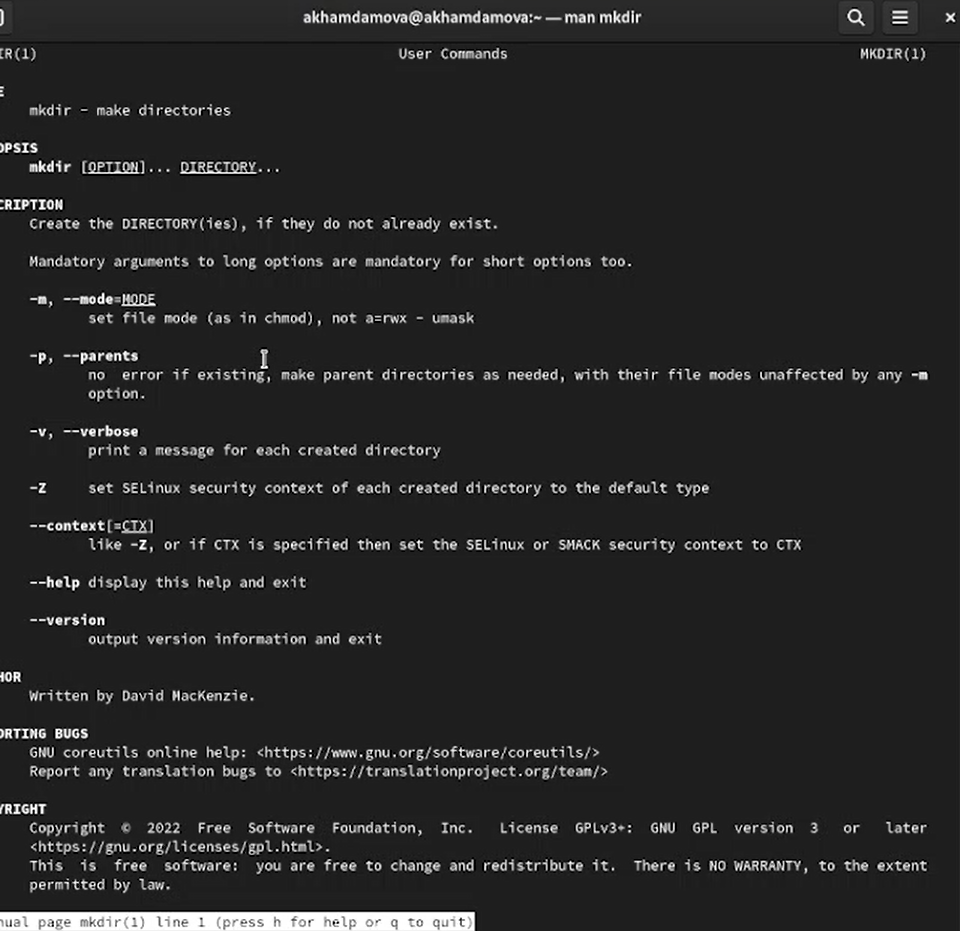 akhamdamova@akhamdamova:~ — man mkdir
IR(1) User Commands MKDIR(1)
E
mkdir - make directories
OPSIS
mkdir [OPTION]... DIRECTORY...
CRIPTION
Create the DIRECTORY(ies), if they do not already exist.
Mandatory arguments to long options are mandatory for short options too.
-m, --mode=MODE
set file mode (as in chmod), not a=rwx - umask
-p, --parents
no error if existing, make parent directories as needed, with their file modes unaffected by any -m
option.
-v, --verbose
print a message for each created directory
-Z set SELinux security context of each created directory to the default type
--context[=CTX]
like -Z, or if CTX is specified then set the SELinux or SMACK security context to CTX
--help display this help and exit
--version
output version information and exit
HOR
Written by David MacKenzie.
ORTING BUGS
GNU coreutils online help: <https://www.gnu.org/software/coreutils/>
Report any translation bugs to <https://translationproject.org/team/>
YRIGHT
Copyright © 2022 Free Software Foundation, Inc. License GPLv3+: GNU GPL version 3 or later
<https://gnu.org/licenses/gpl.html>.
This is free software: you are free to change and redistribute it. There is NO WARRANTY, to the extent
permitted by law.
nual page mkdir(1) line 1 (press h for help or q to quit)